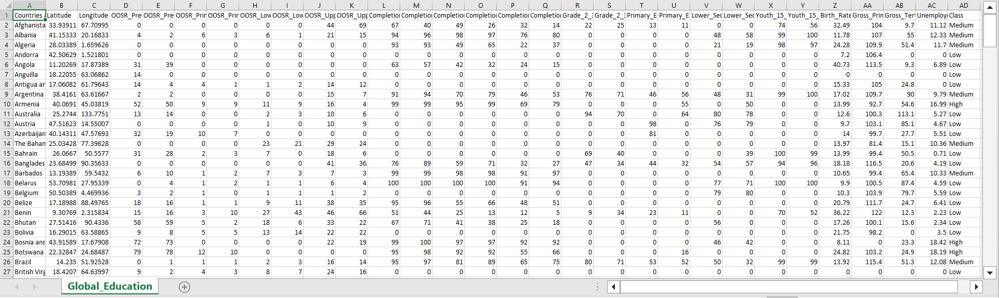 A B C D E F G H I J K L M N O P Q R S T U V W X Y Z AA AB AC AD
1 Countries Latitude Longitude OOSR_Pre OOSR_Pre OOSR_Prir OOSR_Prir OOSR_Low OOSR_Low OOSR_Upp OOSR_Upp Completio Completio Completio Completio Completio Completio Grade_2_3 Grade_2_3 Primary_E Primary_E Lower_Sec Lower_Sec Youth_15_ Youth_15_ Birth_Rate Gross_Prin Gross_Tert Unemploy Class
2 Afghanista 33.93911 67.70995 0 0 0 0 0 0 44 69 67 40 49 26 32 14 22 25 13 11 0 0 74 56 32.49 104 9.7 11.12 Medium
3 Albania 41.15333 20.16833 4 2 6 3 6 1 21 15 94 96 98 97 76 80 0 0 0 0 48 58 99 100 11.78 107 55 12.33 Medium
4 Algeria 28.03389 1.659626 0 0 0 0 0 0 0 0 93 93 49 65 22 37 0 0 0 0 21 19 98 97 24.28 109.9 51.4 11.7 Medium
5 Andorra 42.50629 1.521801 0 0 0 0 0 0 0 0 0 0 0 0 0 0 0 0 0 0 0 0 0 0 7.2 106.4 0 0 Low
6 Angola 11.20269 17.87389 31 39 0 0 0 0 0 0 63 57 42 32 24 15 0 0 0 0 0 0 0 0 40.73 113.5 9.3 6.89 Low
7 Anguilla 18.22055 63.06862 14 0 0 0 0 0 0 0 0 0 0 0 0 0 0 0 0 0 0 0 0 0 0 0 0 0 Low
8 Antigua ar 17.06082 61.79643 14 4 4 1 1 2 14 12 0 0 0 0 0 0 0 0 0 0 0 0 0 0 15.33 105 24.8 0 Low
9 Argentina 38.4161 63.61667 2 2 0 0 0 0 15 7 91 94 70 79 46 53 76 71 46 56 48 31 99 100 17.02 109.7 90 9.79 Medium
10 Armenia 40.0691 45.03819 52 50 9 9 11 9 16 4 99 99 95 99 69 79 0 0 0 55 0 50 0 0 13.99 92.7 54.6 16.99 High
11 Australia 25.2744 133.7751 13 14 0 0 2 3 10 6 0 0 0 0 0 0 94 70 0 64 80 78 0 0 12.6 100.3 113.1 5.27 Low
12 Austria 47.51623 14.55007 0 0 0 0 1 0 10 9 0 0 0 0 0 0 0 0 98 0 76 79 0 0 9.7 103.1 85.1 4.67 Low
13 Azerbaijan 40.14311 47.57693 32 19 10 7 0 0 0 0 0 0 0 0 0 0 0 0 81 0 0 0 0 0 14 99.7 27.7 5.51 Low
14 The Bahan 25.03428 77.39628 0 0 0 0 23 21 29 24 0 0 0 0 0 0 0 0 0 0 0 0 0 0 13.97 81.4 15.1 10.36 Medium
15 Bahrain 26.0667 50.5577 31 28 2 3 7 0 18 6 0 0 0 0 0 0 69 40 0 0 0 39 100 99 13.99 99.4 50.5 0.71 Low
16 Banglades 23.68499 90.35633 0 0 0 0 0 0 41 36 76 89 59 71 32 27 47 34 44 32 54 57 94 96 18.18 116.5 20.6 4.19 Low
17 Barbados 13.19389 59.5432 6 10 1 2 7 3 7 3 99 99 98 98 91 97 0 0 0 0 0 0 0 0 10.65 99.4 65.4 10.33 Medium
18 Belarus 53.70981 27.95339 0 4 1 2 1 1 6 4 100 100 100 100 91 94 0 0 0 0 77 71 100 100 9.9 100.5 87.4 4.59 Low
19 Belgium 50.50389 4.469936 3 2 1 0 1 1 1 2 0 0 0 0 0 0 0 0 0 0 79 80 0 0 10.3 103.9 79.7 5.59 Low
20 Belize 17.18988 88.49765 18 16 1 1 9 11 38 35 95 96 55 66 48 51 0 0 0 0 0 0 0 0 20.79 111.7 24.7 6.41 Low
21 Benin 9.30769 2.315834 15 16 3 10 27 43 46 66 51 44 25 13 12 5 9 34 23 11 0 0 70 52 36.22 122 12.3 2.23 Low
22 Bhutan 27.51416 90.4336 58 59 5 2 18 6 33 22 67 71 41 38 25 18 0 0 0 0 56 0 0 0 17.26 100.1 15.6 2.34 Low
23 Bolivia 16.29015 63.58865 9 8 5 5 13 14 22 22 0 0 0 0 0 0 0 0 0 0 0 0 0 0 21.75 98.2 0 3.5 Low
24 Bosnia and 43.91589 17.67908 72 73 0 0 0 0 22 19 99 100 97 97 92 92 0 0 0 0 46 42 0 0 8.11 0 23.3 18.42 High
25 Botswana 22.32847 24.68487 79 78 12 10 0 0 0 0 95 98 92 92 55 66 0 0 0 16 0 0 0 0 24.82 103.2 24.9 18.19 High
26 Brazil 14.235 51.92528 0 1 1 1 2 3 16 14 95 97 81 89 65 75 80 71 53 52 50 32 99 99 13.92 115.4 51.3 12.08 Medium
27 British Virg 18.4207 64.63997 9 2 4 3 8 7 24 16 0 0 0 0 0 0 0 0 0 0 0 0 0 0 0 0 0 0 Low
Global_Education